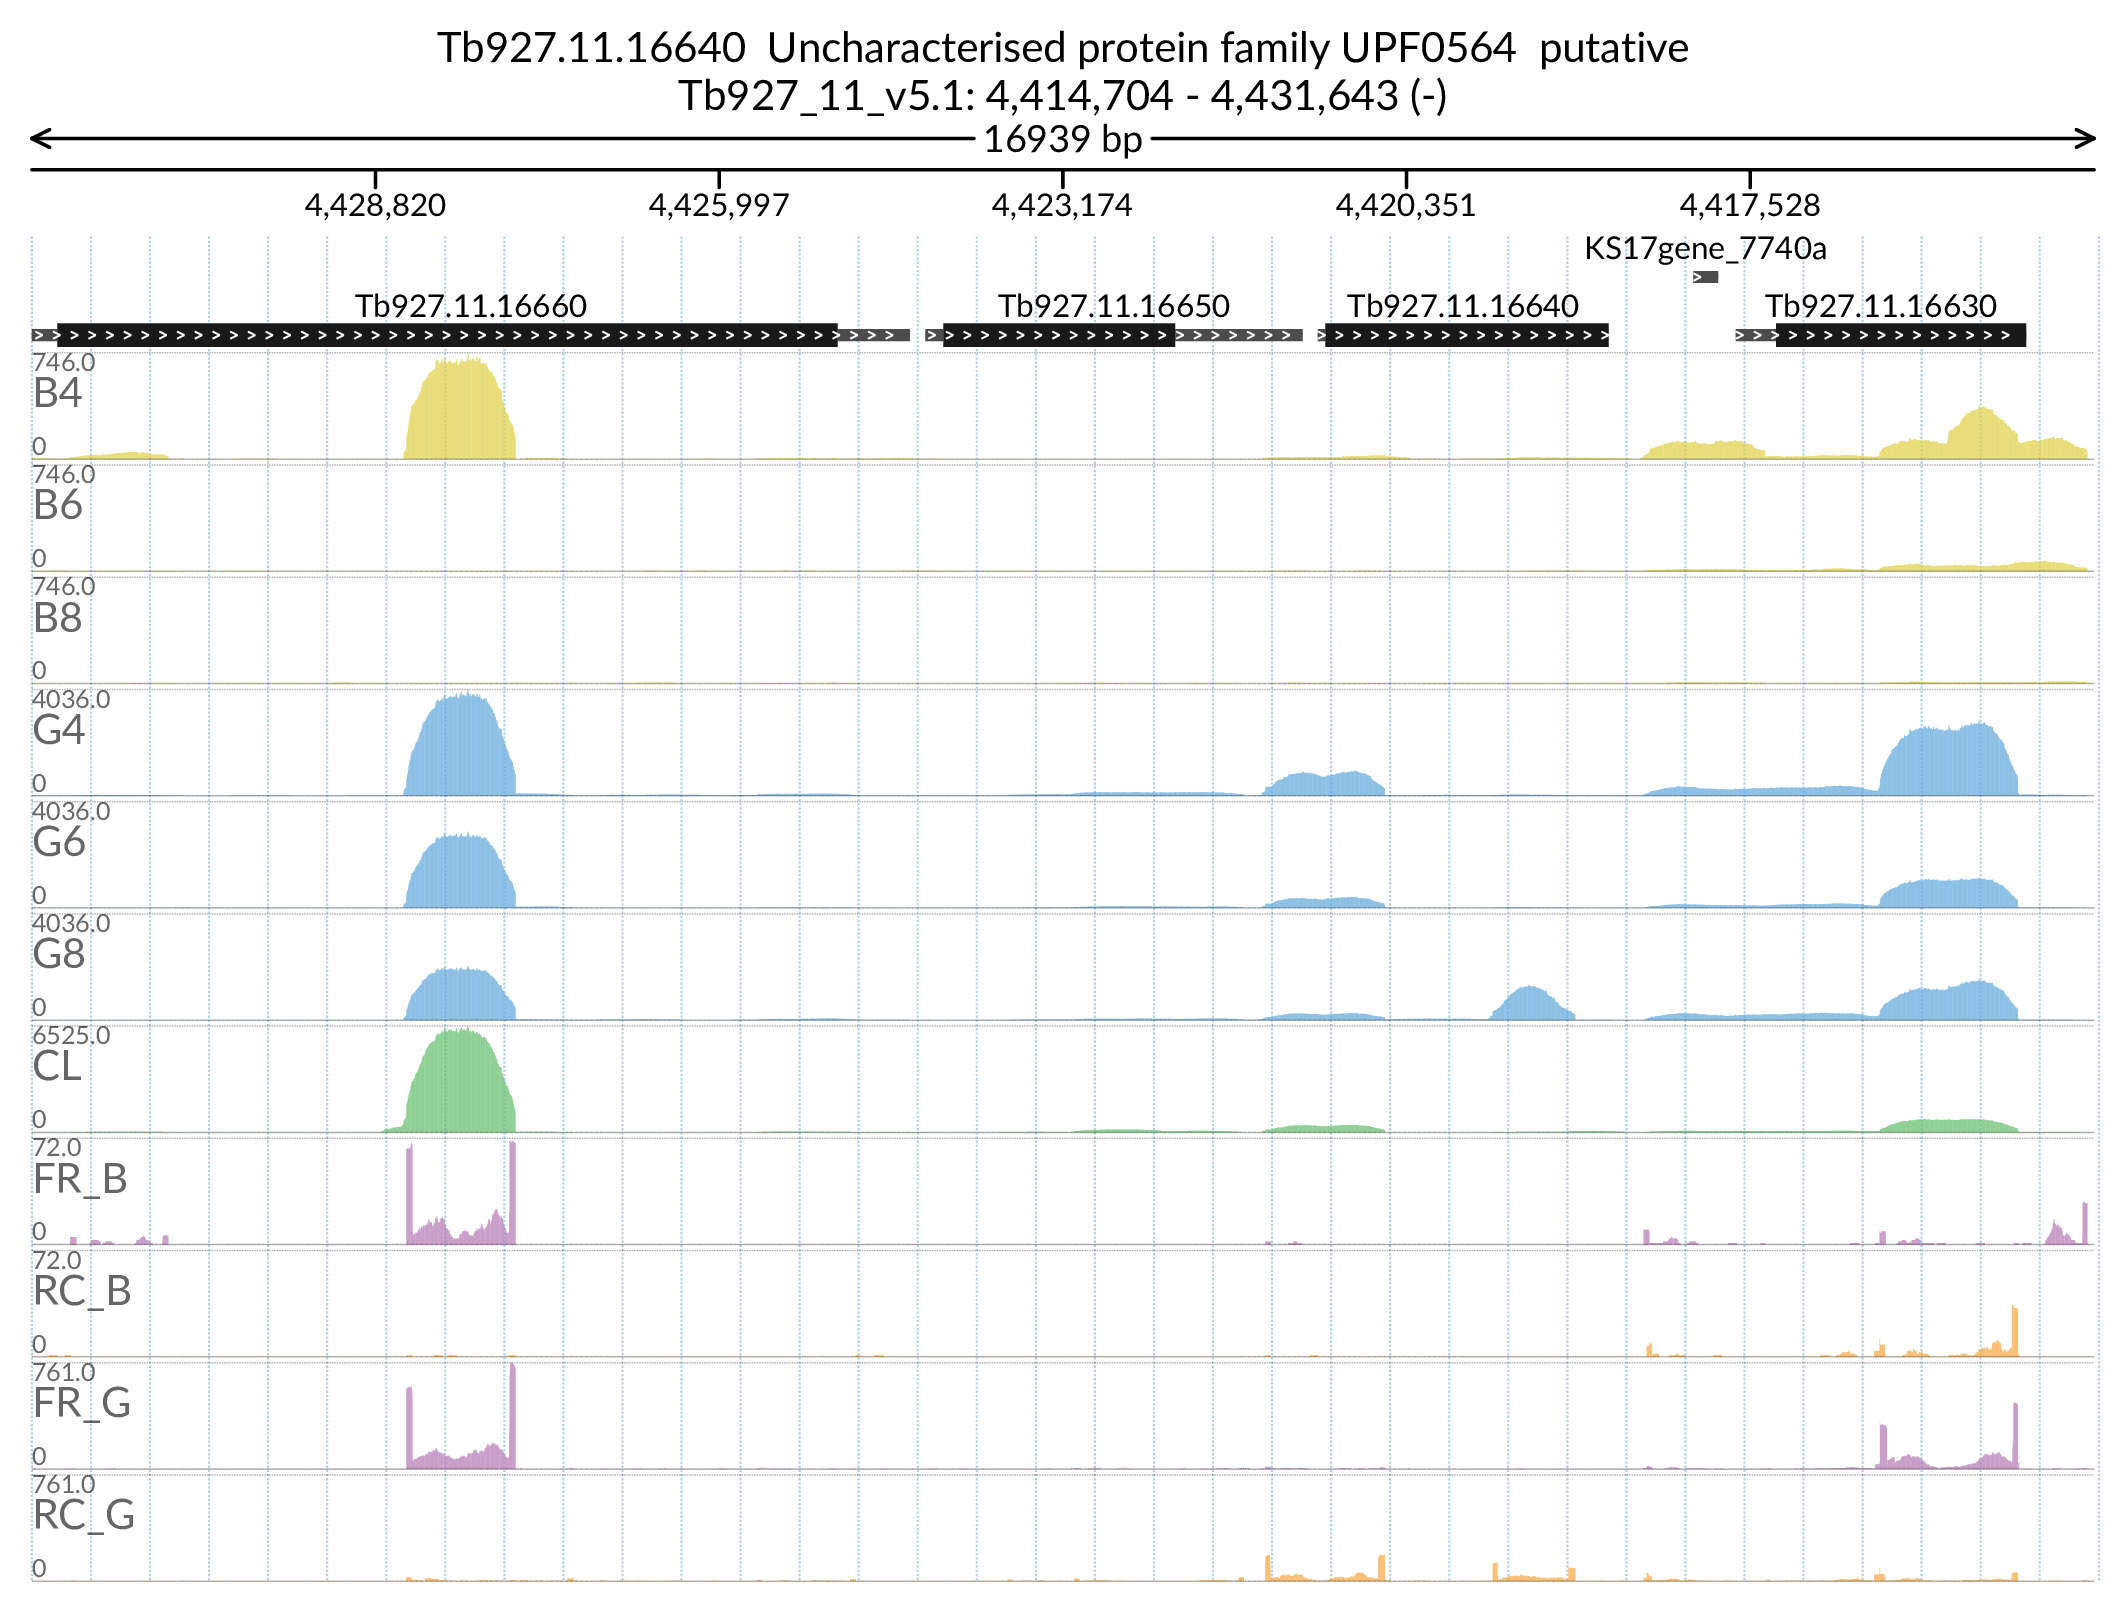 Tb927.11.16640  Uncharacterised protein family UPF0564  putative
Tb927_11_v5.1: 4,414,704 - 4,431,643 (-)
16939 bp
4,428,820 4,425,997 4,423,174 4,420,351 4,417,528
KS17gene_7740a
Tb927.11.16660 Tb927.11.16650 Tb927.11.16640 Tb927.11.16630
746.0
B4
0
746.0
B6
0
746.0
B8
0
4036.0
G4
0
4036.0
G6
0
4036.0
G8
0
6525.0
CL
0
72.0
FR_B
0
72.0
RC_B
0
761.0
FR_G
0
761.0
RC_G
0